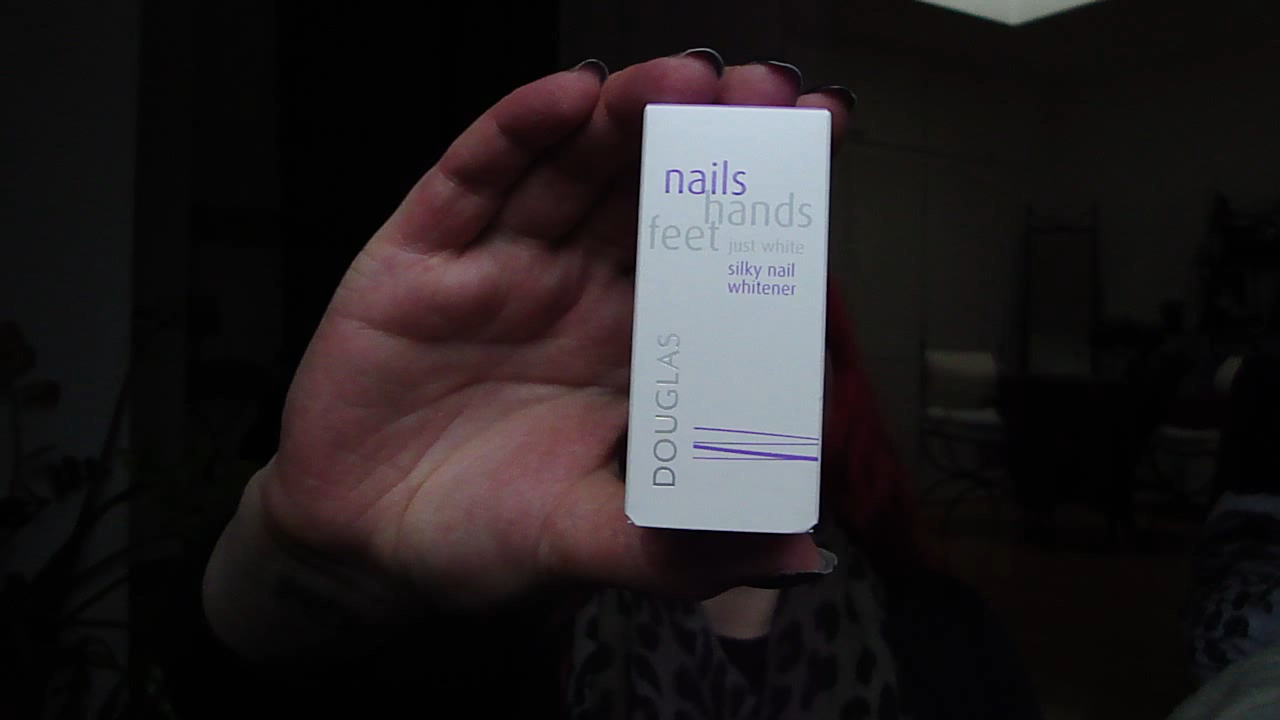 nails
hands
feet just white
silky nail
whitener
DOUGLAS